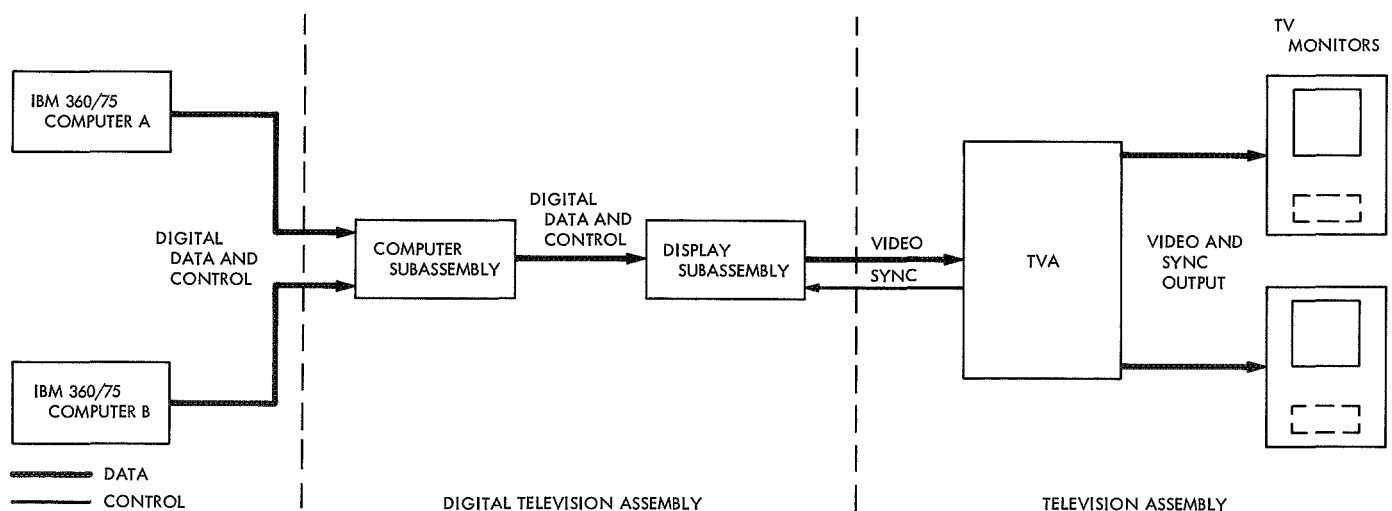 TV
MONITORS
IBM 360/75
COMPUTER A
DIGITAL
DATA AND
CONTROL
IBM 360/75
COMPUTER B
COMPUTER
SUBASSEMBLY
DIGITAL
DATA AND
CONTROL
DISPLAY
SUBASSEMBLY
VIDEO
SYNC
TVA
VIDEO AND
SYNC
OUTPUT
DATA
CONTROL
DIGITAL TELEVISION ASSEMBLY
TELEVISION ASSEMBLY